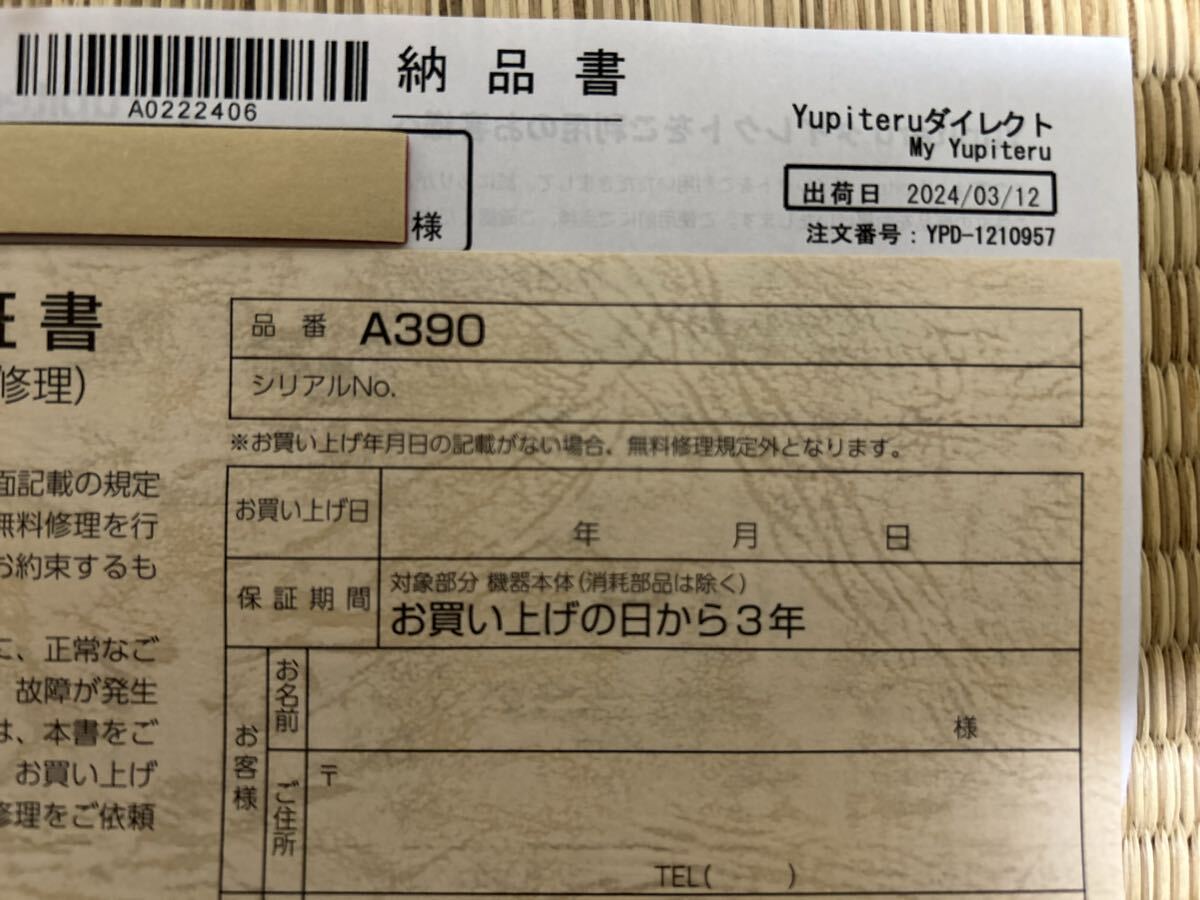 納品書
A0222406
様
Yupiteruダイレクト
My Yupiteru
出荷日 2024/03/12
注文番号：YPD-1210957
証書
修理)
品番 A390
シリアルNo.
※お買い上げ年月日の記載がない場合、無料修理規定外となります。
面記載の規定
無料修理を行
お約束するも
に、正常なご
故障が発生
は、本書をご
お買い上げ
修理をご依頼
お買い上げ日 年 月 日
保証期間 対象部分 機器本体(消耗部品は除く)
お買い上げの日から3年
お客様
お名前 様
ご住所 〒
TEL( )